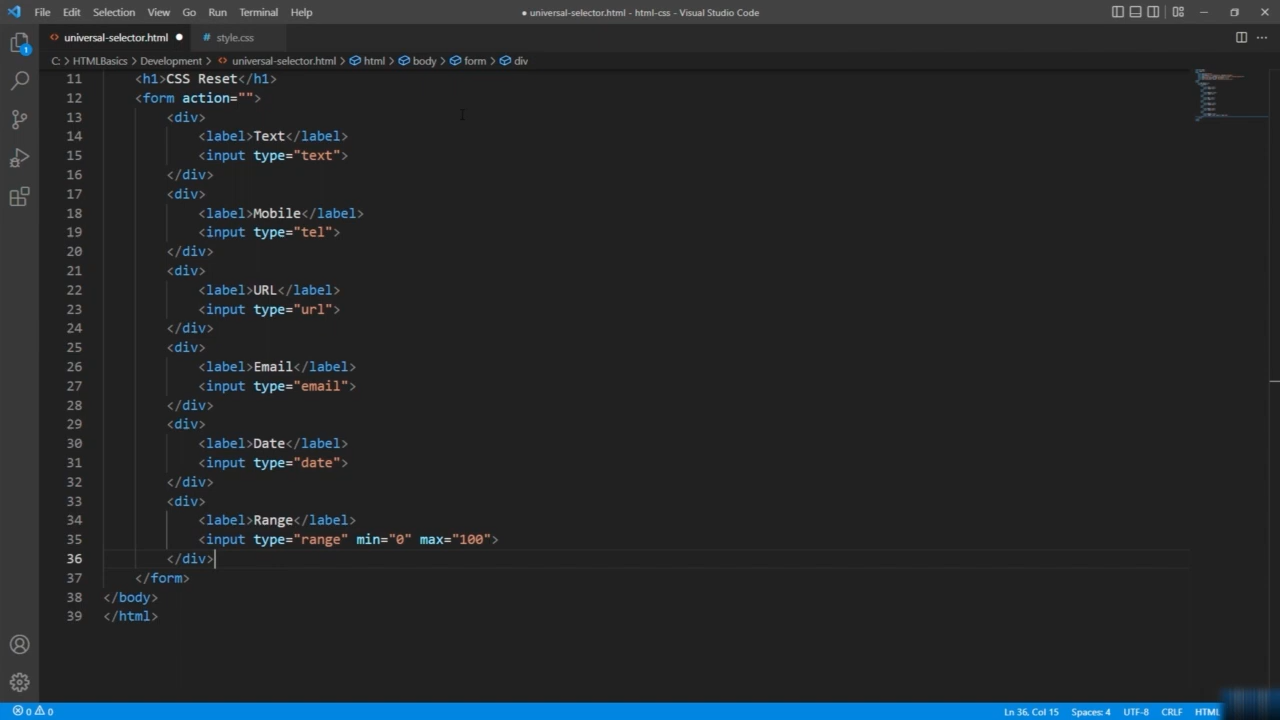 File Edit Selection View Go Run Terminal Help ● universal-selector.html - html-css - Visual Studio Code
universal-selector.html ● # style.css
C: > HTMLBasics > Development > universal-selector.html > html > body > form > div
1
11 <h1>CSS Reset</h1>
12 <form action="">
13 <div>
14 <label>Text</label>
15 <input type="text">
16 </div>
17 <div>
18 <label>Mobile</label>
19 <input type="tel">
20 </div>
21 <div>
22 <label>URL</label>
23 <input type="url">
24 </div>
25 <div>
26 <label>Email</label>
27 <input type="email">
28 </div>
29 <div>
30 <label>Date</label>
31 <input type="date">
32 </div>
33 <div>
34 <label>Range</label>
35 <input type="range" min="0" max="100">
36 </div>
37 </form>
38 </body>
39 </html>
0 0 Ln 36, Col 15 Spaces: 4 UTF-8 CRLF HTML